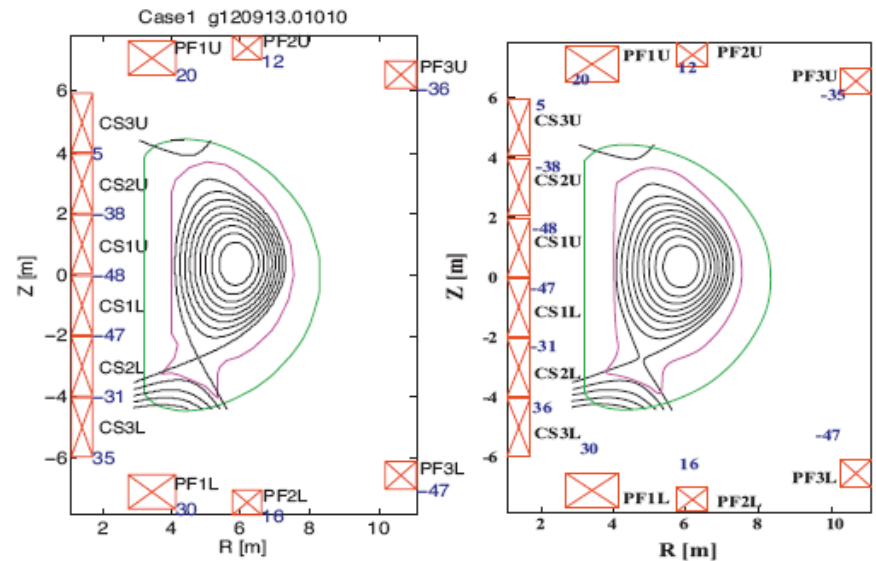 Case1 g120913.01010
PF1U
PF2U
20
12
PF3U
-36
6
CS3U
4
5
CS2U
2
-38
CS1U
0
-48
CS1L
-2
-47
CS2L
-4
-31
CS3L
-6
35
PF1L
30
PF2L
16
PF3L
-47
2
4
6
8
10
Z [m]
R [m]
PF1U
PF2U
20
12
PF3U
-35
6
5
CS3U
4
-38
CS2U
2
-48
CS1U
0
-47
CS1L
-2
-31
CS2L
-4
36
CS3L
-6
30
16
-47
PF1L
PF2L
PF3L
2
4
6
8
10
Z [m]
R [m]